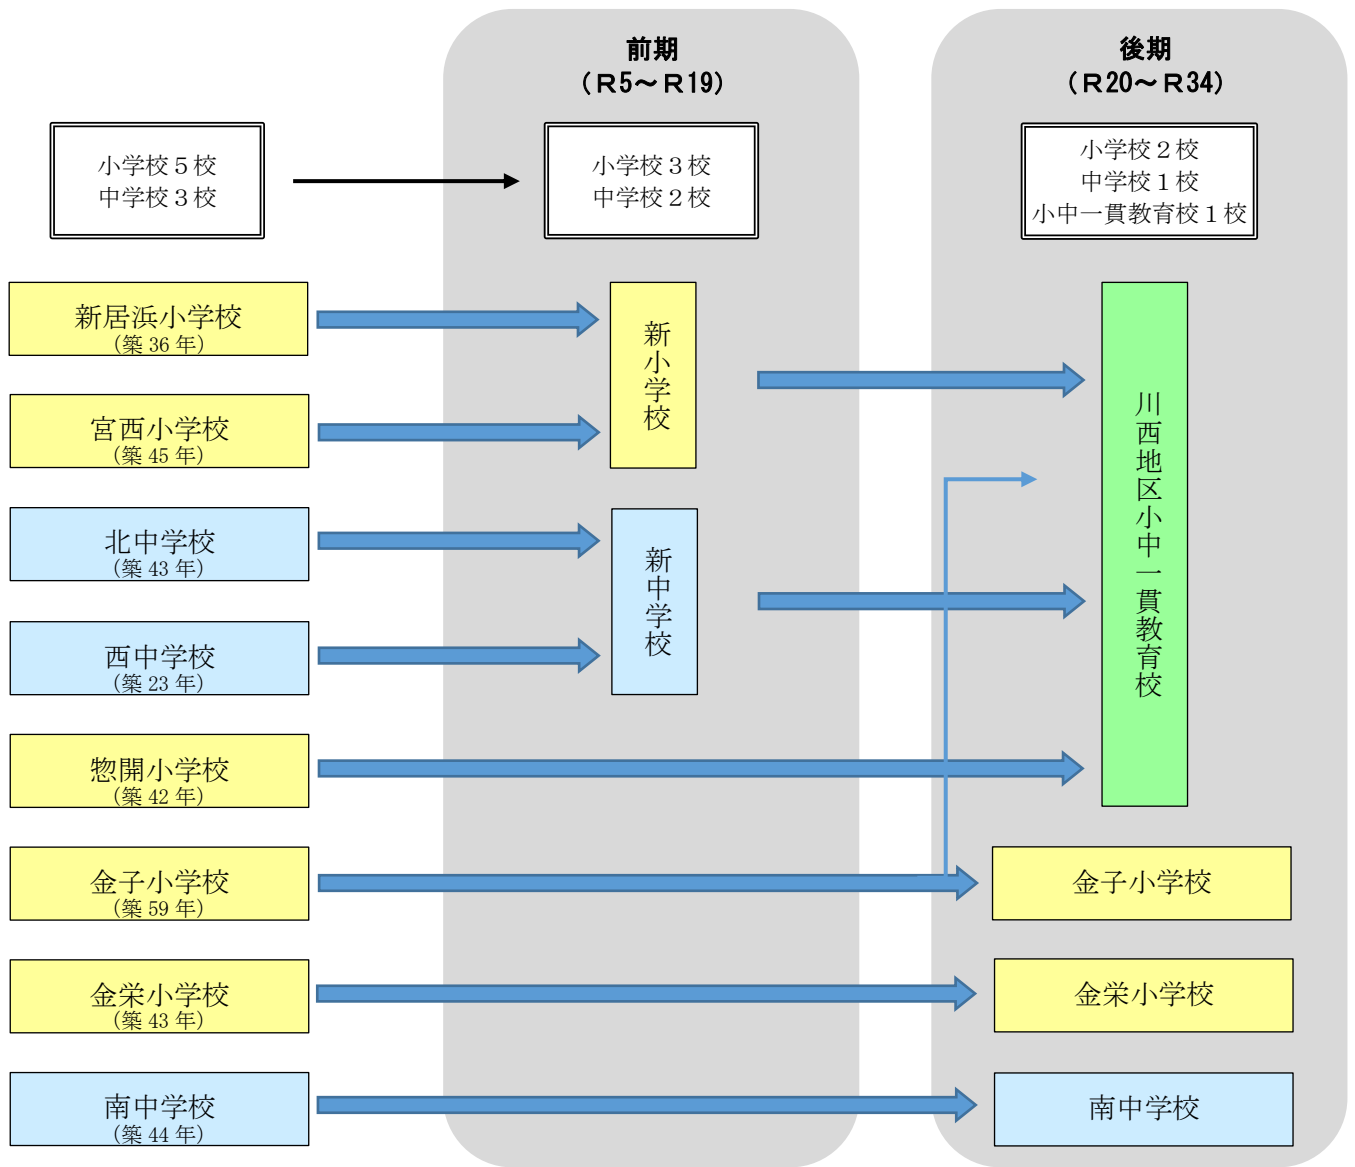 前期
（Ｒ5～Ｒ19）
後期
（Ｒ20～Ｒ34）
小学校５校
中学校３校
小学校３校
中学校２校
小学校２校
中学校１校
小中一貫教育校１校
新居浜小学校
（築 36 年）
宮西小学校
（築 45 年）
北中学校
（築 43 年）
西中学校
（築 23 年）
惣開小学校
（築 42 年）
金子小学校
（築 59 年）
金栄小学校
（築 43 年）
南中学校
（築 44 年）
新小学校
新中学校
川西地区小中一貫教育校
金子小学校
金栄小学校
南中学校